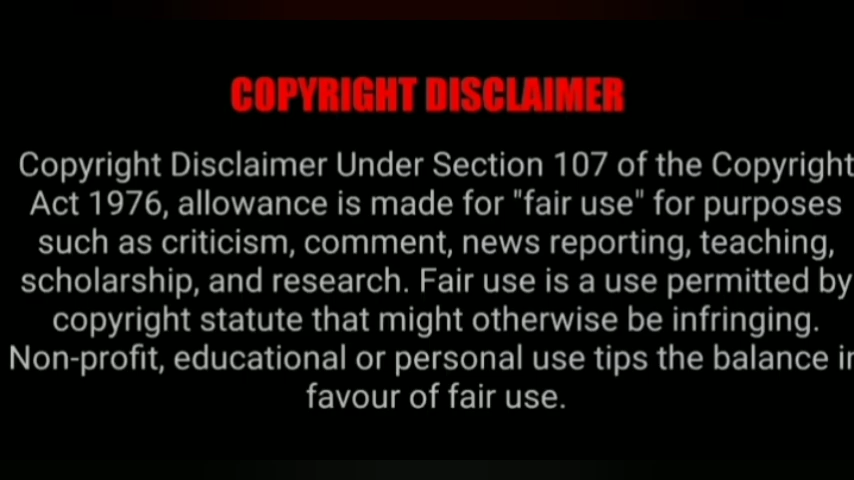 COPYRIGHT DISCLAIMER
Copyright Disclaimer Under Section 107 of the Copyright
Act 1976, allowance is made for "fair use" for purposes
such as criticism, comment, news reporting, teaching,
scholarship, and research. Fair use is a use permitted by
copyright statute that might otherwise be infringing.
Non-profit, educational or personal use tips the balance in
favour of fair use.